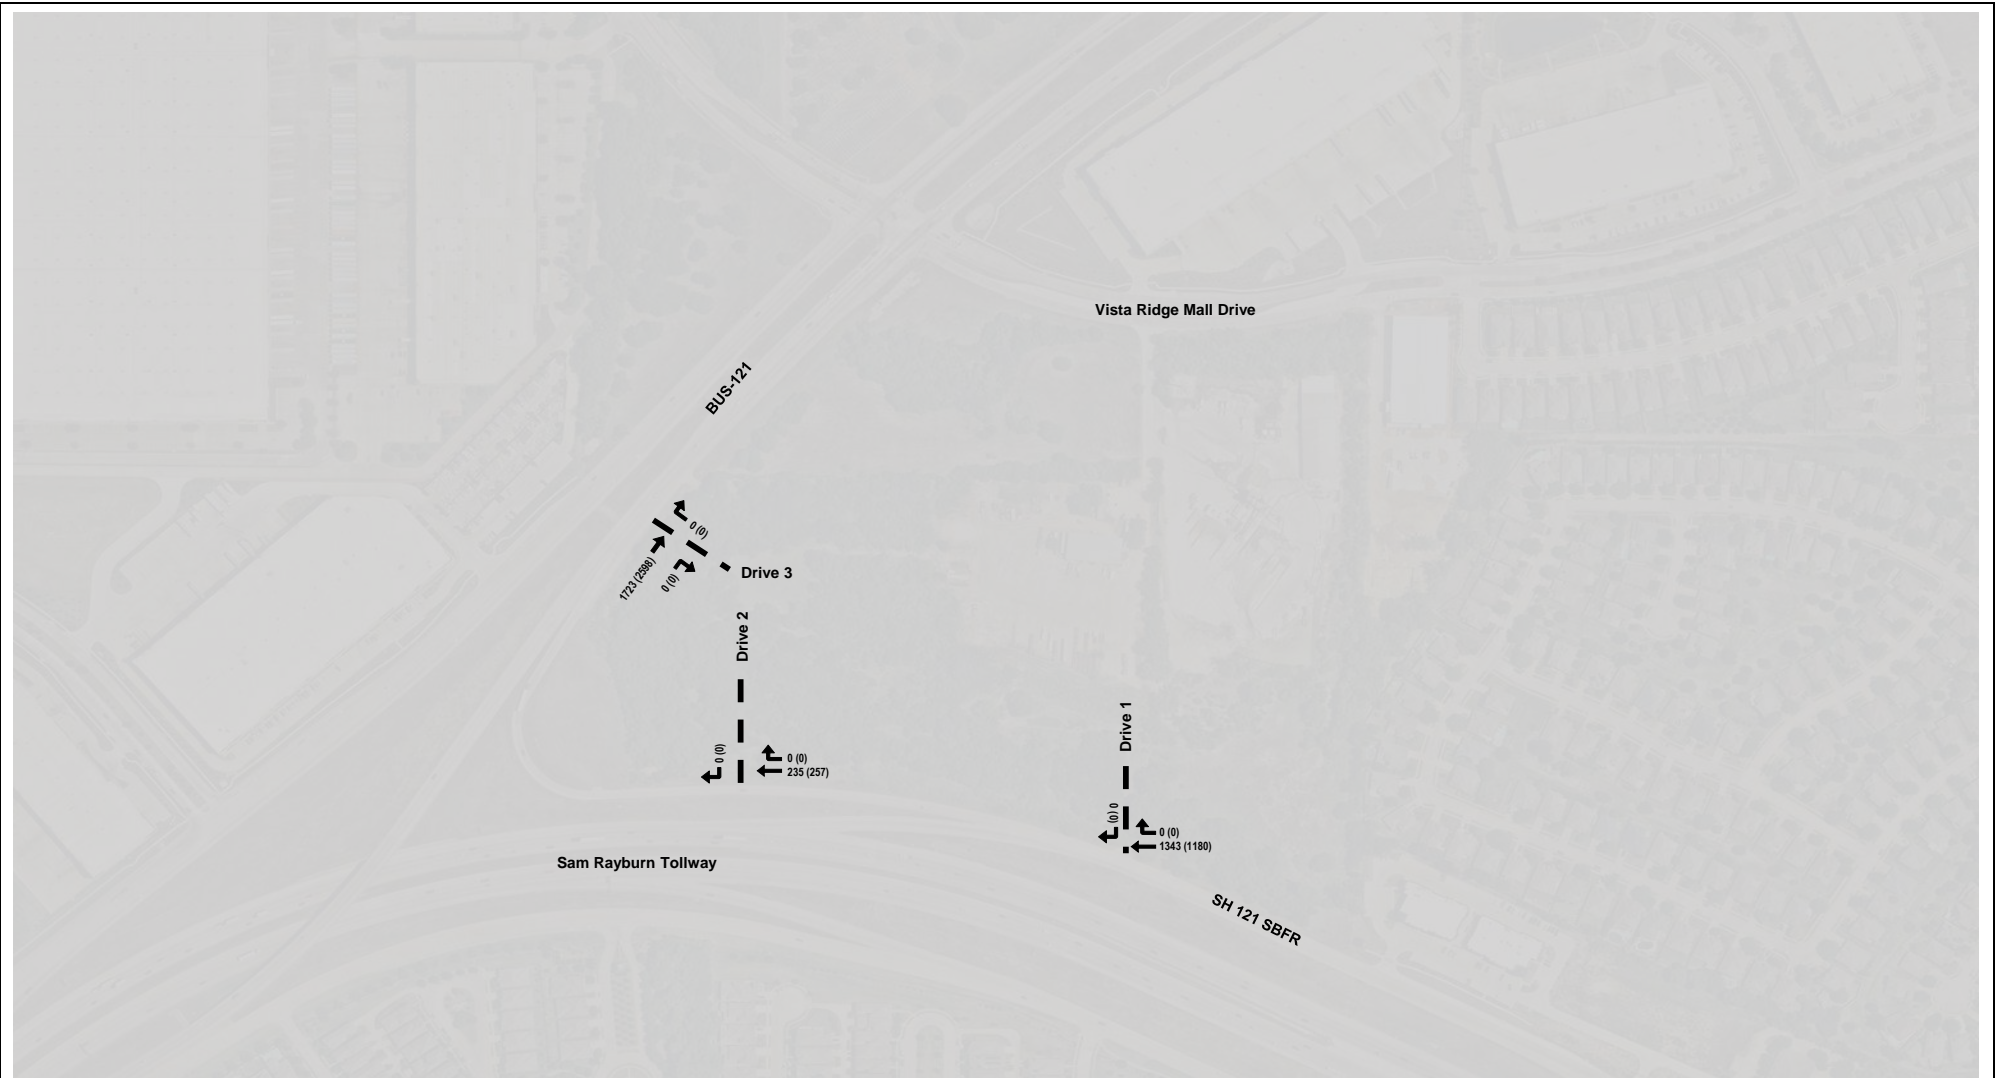 Vista Ridge Mall Drive
BUS-121
0 (0)
1723 (2598)
0 (0)
Drive 3
Drive 2
0 (0)
0 (0)
235 (257)
Drive 1
0 (0)
0 (0)
1343 (1180)
Sam Rayburn Tollway
SH 121 SBFR